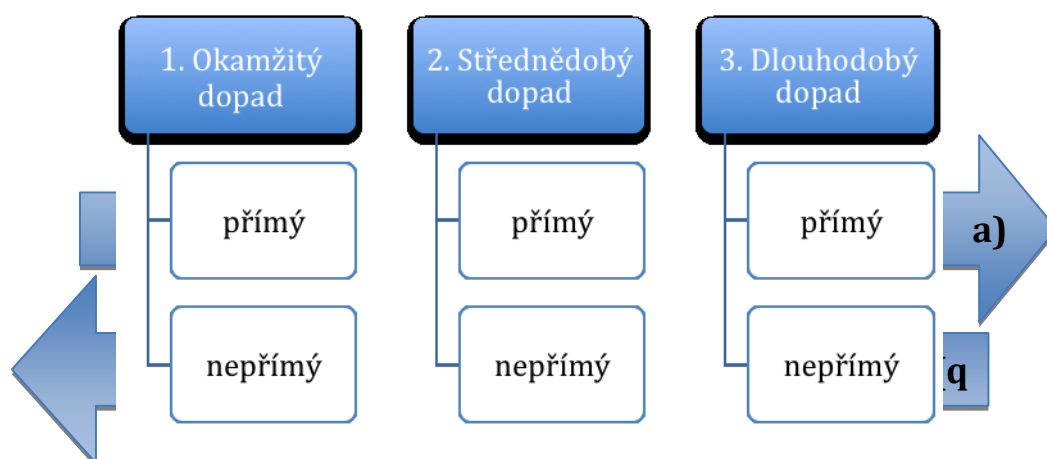 1. Okamžitý
dopad
přímý
nepřímý
2. Střednědobý
dopad
přímý
nepřímý
3. Dlouhodobý
dopad
přímý
nepřímý
a)
b)